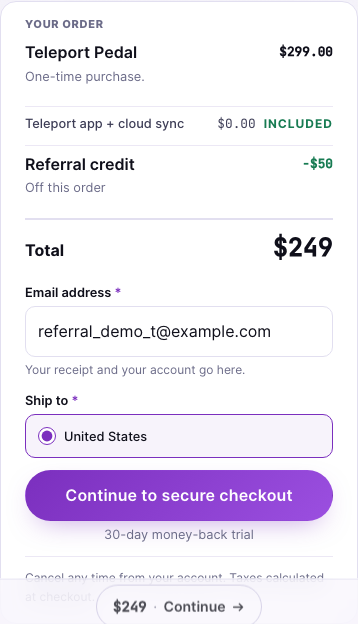 YOUR ORDER
Teleport Pedal $299.00
One-time purchase.
Teleport app + cloud sync $0.00 INCLUDED
Referral credit -$50
Off this order
Total $249
Email address *
referral_demo_t@example.com
Your receipt and your account go here.
Ship to *
United States
Continue to secure checkout
30-day money-back trial
Cancel any time from your account. Taxes calculated
at checkout.
$249 · Continue →